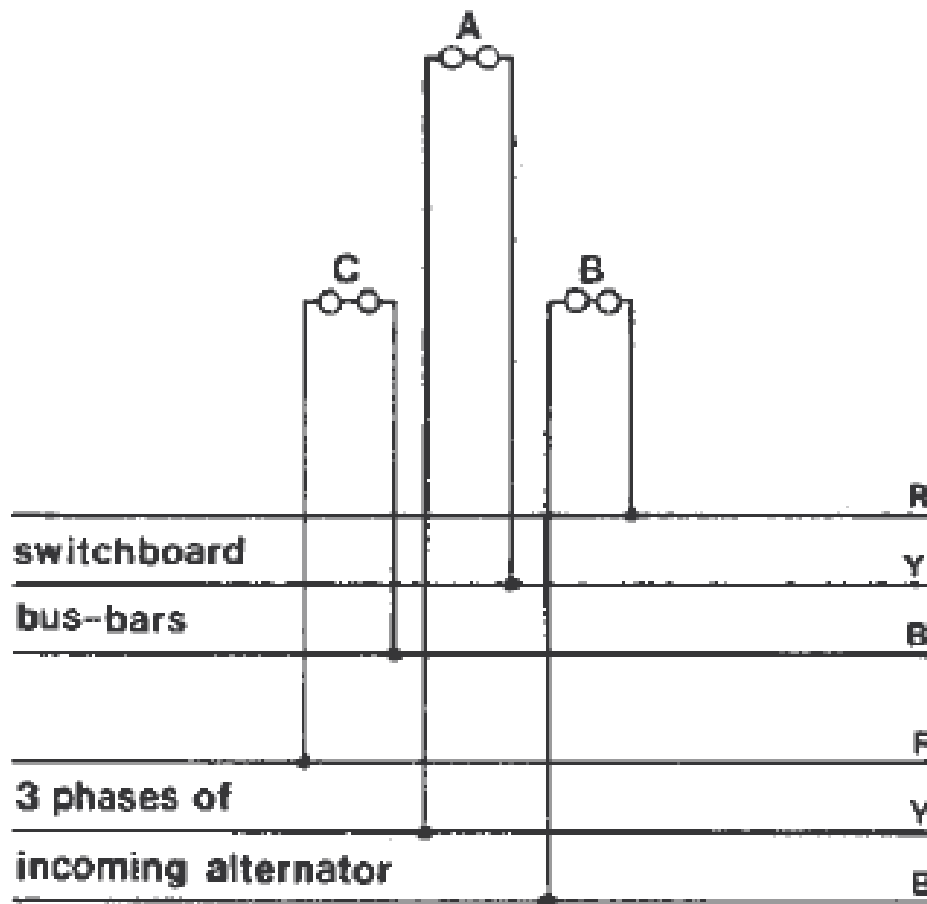 A
C
B
R
switchboard
Y
bus-bars
B
3 phases of
Y
incoming alternator